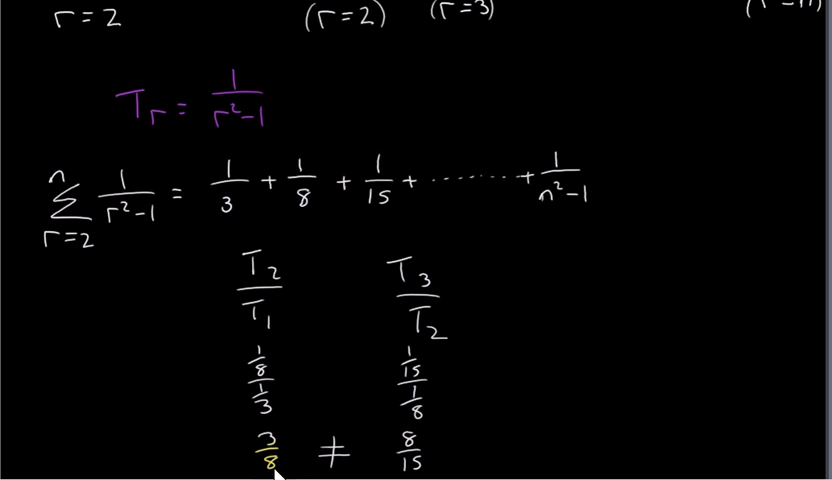 r = 2 (r = 2) (r = 3)
T_r = 1/(r²-1)
n
∑ 1/(r²-1) = 1/3 + 1/8 + 1/15 + ........ + 1/(n²-1)
r = 2
T_2/T_1 T_3/T_2
(1/8)/(1/3) (1/15)/(1/8)
3/8 ≠ 8/15